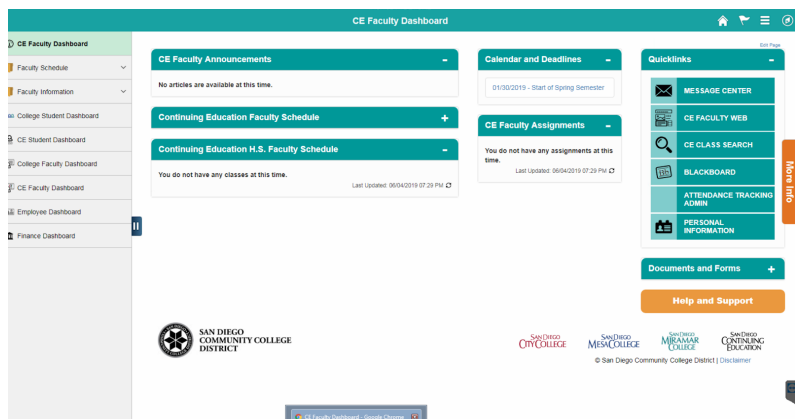 CE Faculty Dashboard
CE Faculty Dashboard
Faculty Schedule
Faculty Information
College Student Dashboard
CE Student Dashboard
College Faculty Dashboard
CE Faculty Dashboard
Employee Dashboard
Finance Dashboard
Edit Page
CE Faculty Announcements
No articles are available at this time.
Continuing Education Faculty Schedule
Continuing Education H.S. Faculty Schedule
You do not have any classes at this time.
Last Updated: 06/04/2019 07:29 PM
Calendar and Deadlines
01/30/2019 - Start of Spring Semester
CE Faculty Assignments
You do not have any assignments at this
time.
Last Updated: 06/04/2019 07:29 PM
Quicklinks
MESSAGE CENTER
CE FACULTY WEB
CE CLASS SEARCH
BLACKBOARD
ATTENDANCE TRACKING
ADMIN
PERSONAL
INFORMATION
More Info
Documents and Forms
Help and Support
SAN DIEGO
COMMUNITY COLLEGE
DISTRICT
SAN DIEGO
CITY COLLEGE
SAN DIEGO
MESA COLLEGE
SAN DIEGO
MIRAMAR
COLLEGE
SAN DIEGO
CONTINUING
EDUCATION
© San Diego Community College District | Disclaimer
CE Faculty Dashboard - Google Chrome